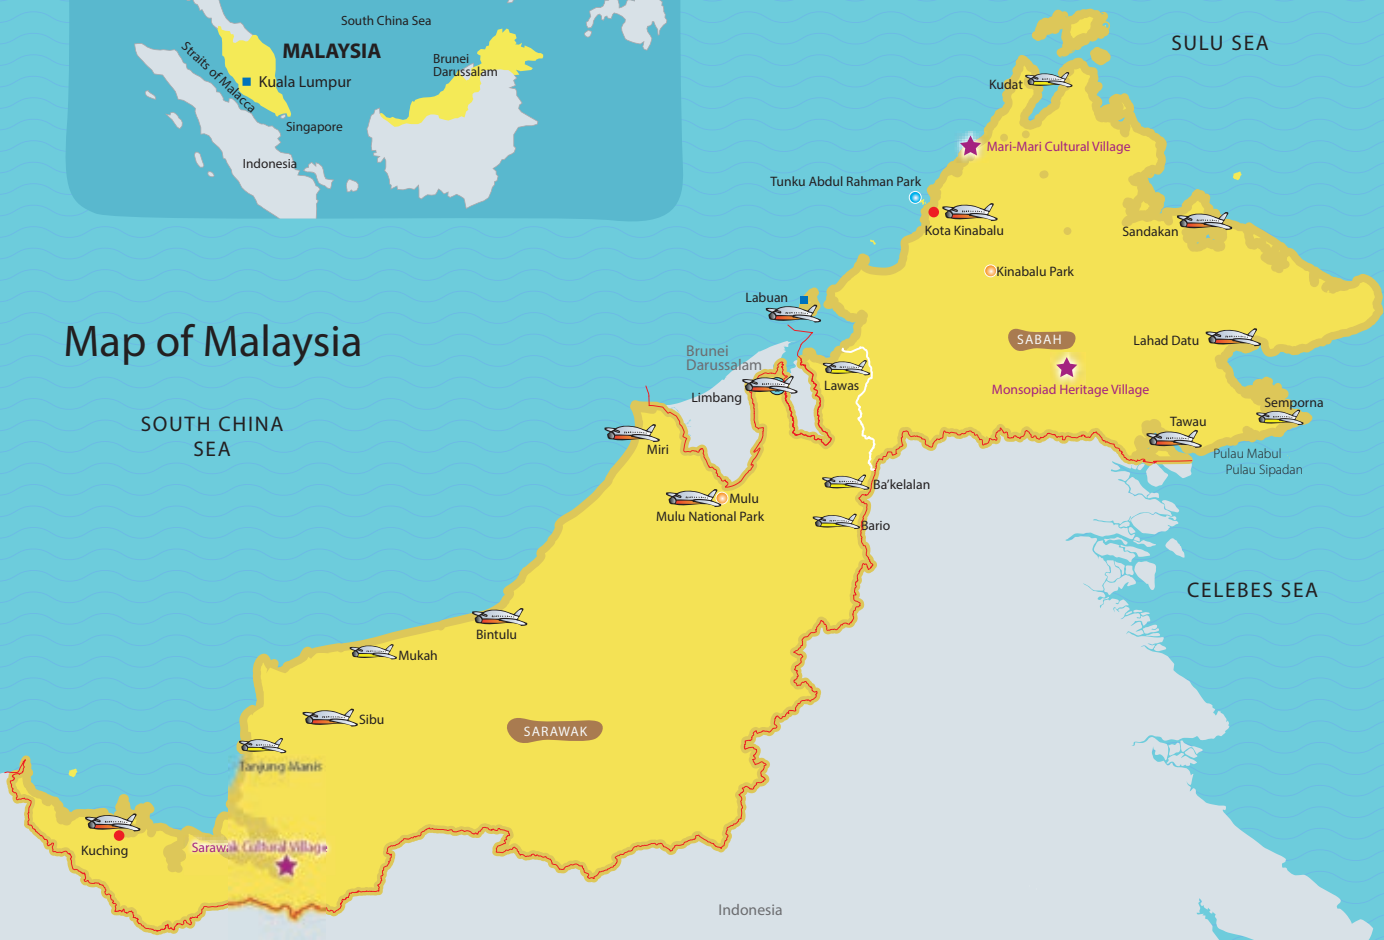 South China Sea
MALAYSIA
Straits of Malacca
Kuala Lumpur
Brunei
Darussalam
Singapore
Indonesia
SULU SEA
Kudat
Mari-Mari Cultural Village
Tunku Abdul Rahman Park
Kota Kinabalu
Sandakan
Kinabalu Park
Labuan
Map of Malaysia
SABAH
Lahad Datu
Brunei
Darussalam
Limbang
Lawas
Monsopiad Heritage Village
Semporna
SOUTH CHINA
SEA
Miri
Tawau
Pulau Mabul
Pulau Sipadan
Ba'kelalan
Mulu
Mulu National Park
Bario
CELEBES SEA
Bintulu
Mukah
Sibu
SARAWAK
Tanjung Manis
Kuching
Sarawak Cultural Village
Indonesia